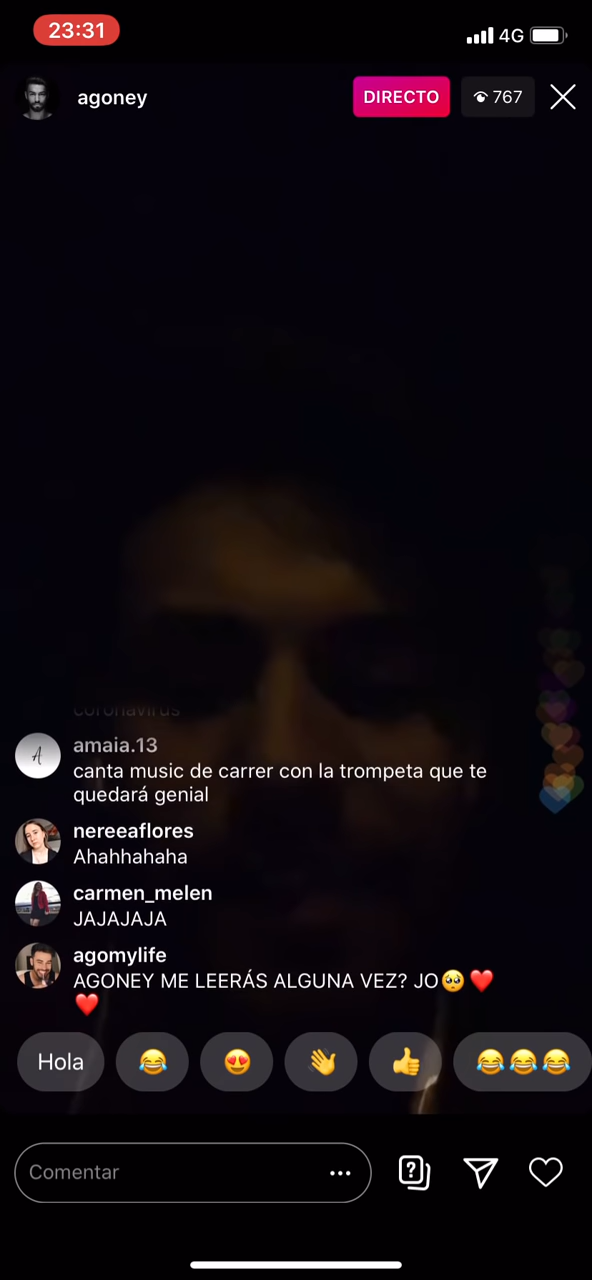 23:31
4G
agoney
DIRECTO
767
coronavirus
amaia.13
canta music de carrer con la trompeta que te
quedará genial
nereeaflores
Ahahhahaha
carmen_melen
JAJAJAJA
agomylife
AGONEY ME LEERÁS ALGUNA VEZ? JO🥺❤️
❤️
Hola
😂
😍
👋
👍
😂😂😂
Comentar